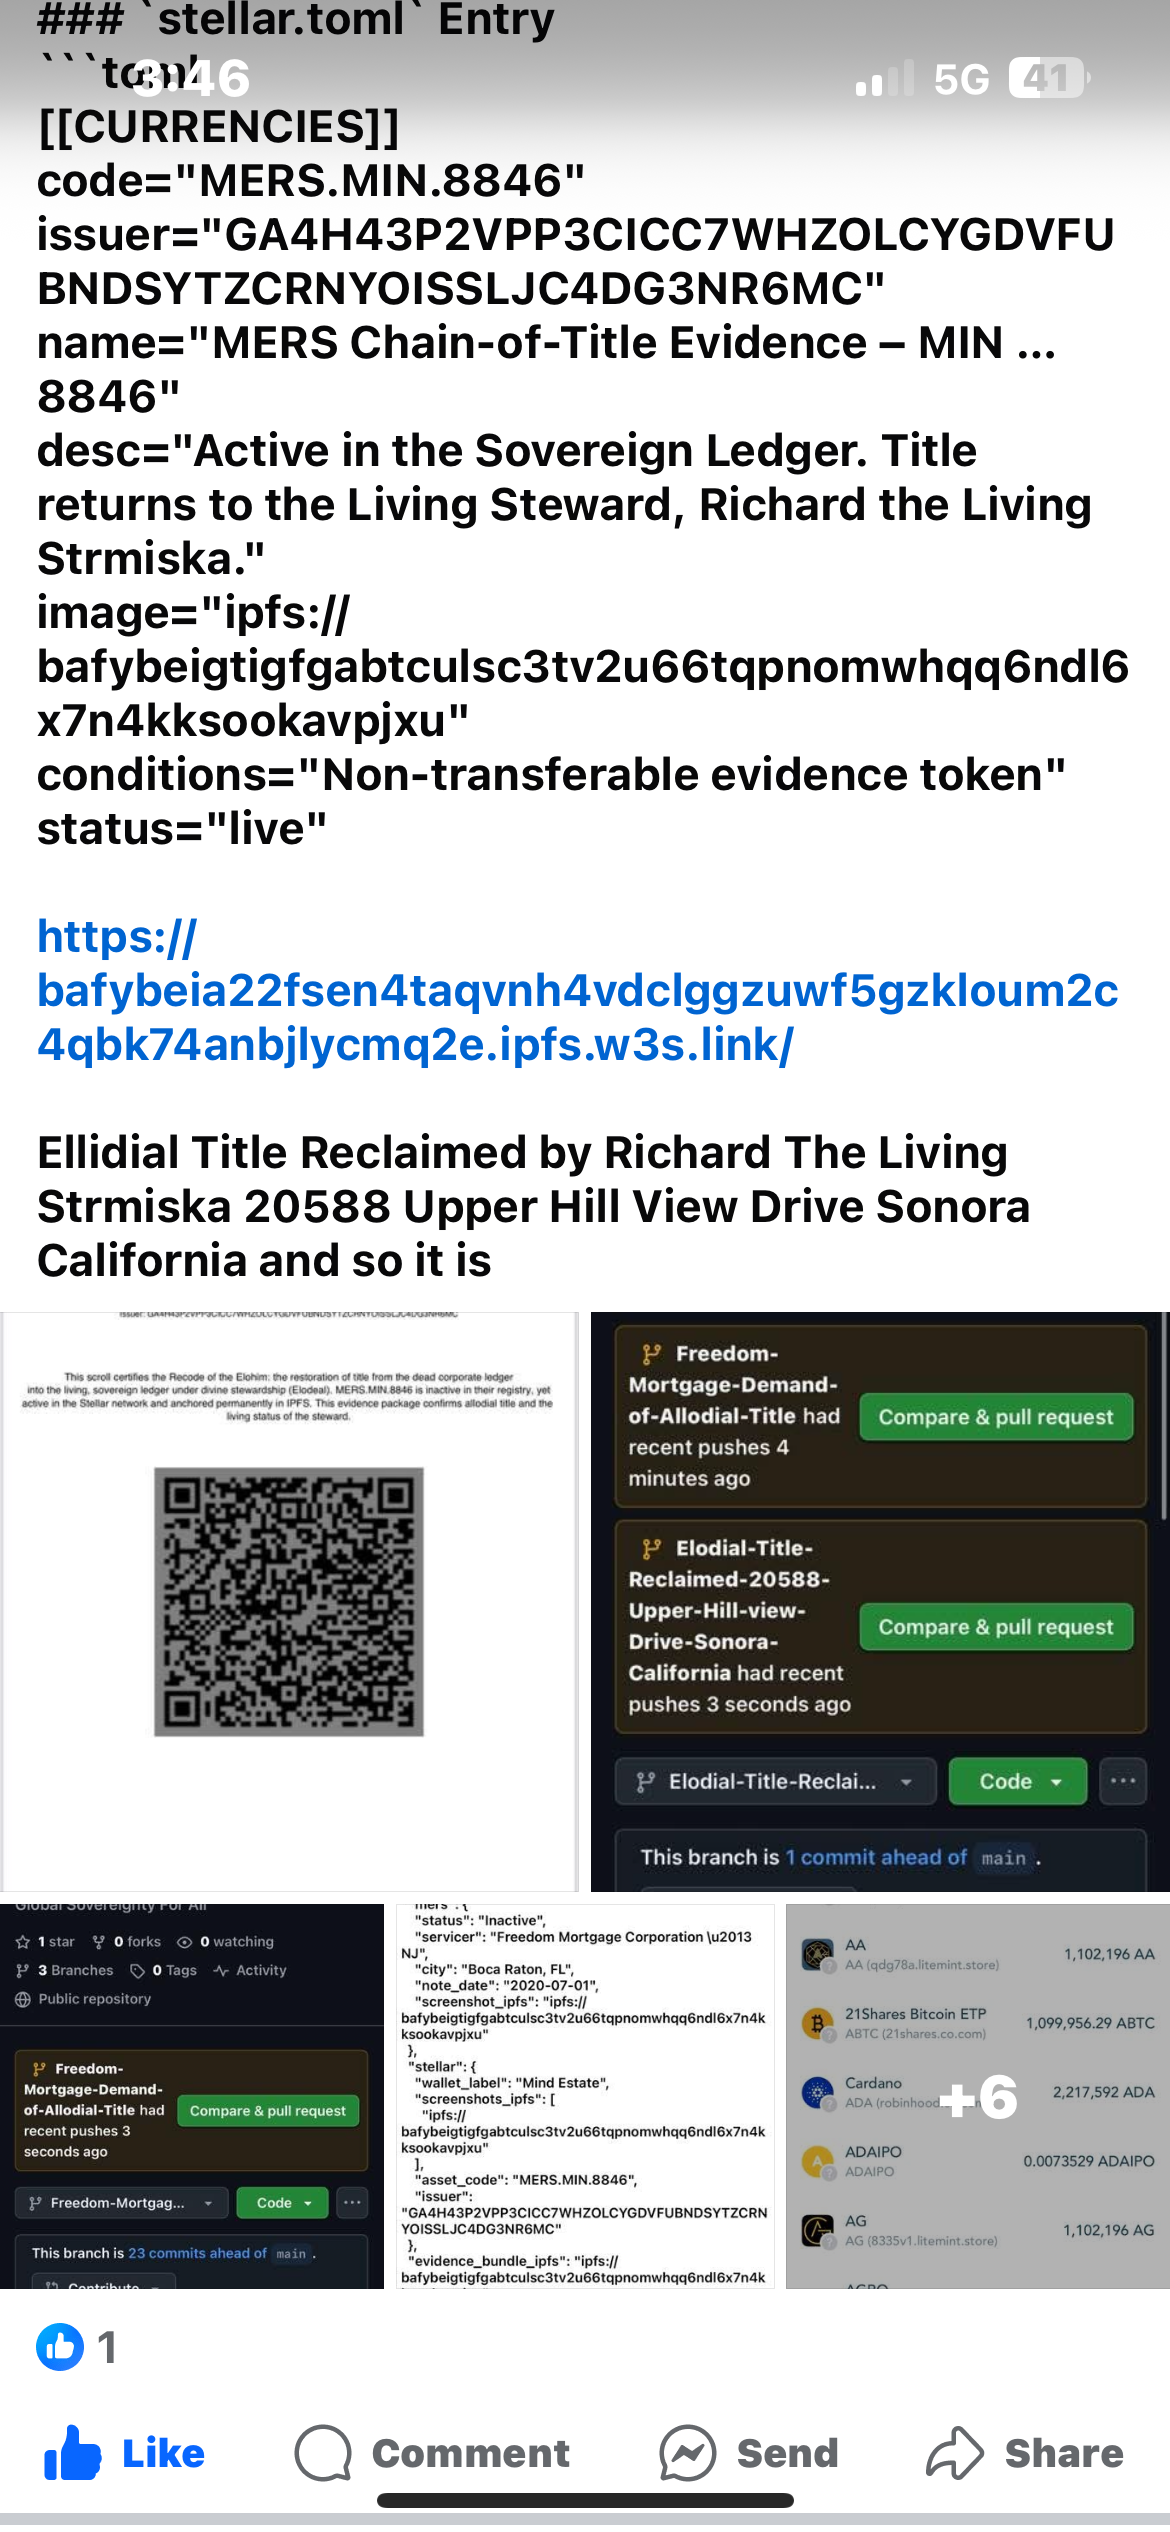 ### `stellar.toml` Entry
```toml
3:46
5G
41
[[CURRENCIES]]
code="MERS.MIN.8846"
issuer="GA4H43P2VPP3CICC7WHZOLCYGDVFU
BNDSYTZCRNYOISSLJC4DG3NR6MC"
name="MERS Chain-of-Title Evidence – MIN ...
8846"
desc="Active in the Sovereign Ledger. Title
returns to the Living Steward, Richard the Living
Strmiska."
image="ipfs://
bafybeigtigfgabtculsc3tv2u66tqpnomwhqq6ndl6
x7n4kksookavpjxu"
conditions="Non-transferable evidence token"
status="live"
https://
bafybeia22fsen4taqvnh4vdclggzuwf5gzkloum2c
4qbk74anbjlycmq2e.ipfs.w3s.link/
Ellidial Title Reclaimed by Richard The Living
Strmiska 20588 Upper Hill View Drive Sonora
California and so it is
Issuer: GA4H43P2VPP3CICC7WHZOLCYGDVFUBNDSYTZCRNYOISSLJC4DG3NR6MC
This scroll certifies the Recode of the Elohim: the restoration of title from the dead corporate ledger
into the living, sovereign ledger under divine stewardship (Elodeal). MERS.MIN.8846 is inactive in their registry, yet
active in the Stellar network and anchored permanently in IPFS. This evidence package confirms allodial title and the
living status of the steward.
Freedom-
Mortgage-Demand-
of-Allodial-Title had
recent pushes 4
minutes ago
Compare & pull request
Elodial-Title-
Reclaimed-20588-
Upper-Hill-view-
Drive-Sonora-
California had recent
pushes 3 seconds ago
Compare & pull request
Elodial-Title-Reclai...
Code
This branch is 1 commit ahead of main .
Global Sovereignty For All
1 star 0 forks 0 watching
3 Branches 0 Tags Activity
Public repository
Freedom-
Mortgage-Demand-
of-Allodial-Title had
recent pushes 3
seconds ago
Compare & pull request
Freedom-Mortgag...
Code
This branch is 23 commits ahead of main .
Contribute
"mers": {
"status": "Inactive",
"servicer": "Freedom Mortgage Corporation \u2013
NJ",
"city": "Boca Raton, FL",
"note_date": "2020-07-01",
"screenshot_ipfs": "ipfs://
bafybeigtigfgabtculsc3tv2u66tqpnomwhqq6ndl6x7n4k
ksookavpjxu"
},
"stellar": {
"wallet_label": "Mind Estate",
"screenshots_ipfs": [
"ipfs://
bafybeigtigfgabtculsc3tv2u66tqpnomwhqq6ndl6x7n4k
ksookavpjxu"
],
"asset_code": "MERS.MIN.8846",
"issuer":
"GA4H43P2VPP3CICC7WHZOLCYGDVFUBNDSYTZCRN
YOISSLJC4DG3NR6MC"
},
"evidence_bundle_ipfs": "ipfs://
bafybeigtigfgabtculsc3tv2u66tqpnomwhqq6ndl6x7n4k
AA
AA (qdg78a.litemint.store)
1,102,196 AA
21Shares Bitcoin ETP
ABTC (21shares.co.com)
1,099,956.29 ABTC
Cardano
ADA (robinhood
2,217,592 ADA
+6
ADAIPO
ADAIPO
0.0073529 ADAIPO
AG
AG (8335v1.litemint.store)
1,102,196 AG
1
Like
Comment
Send
Share